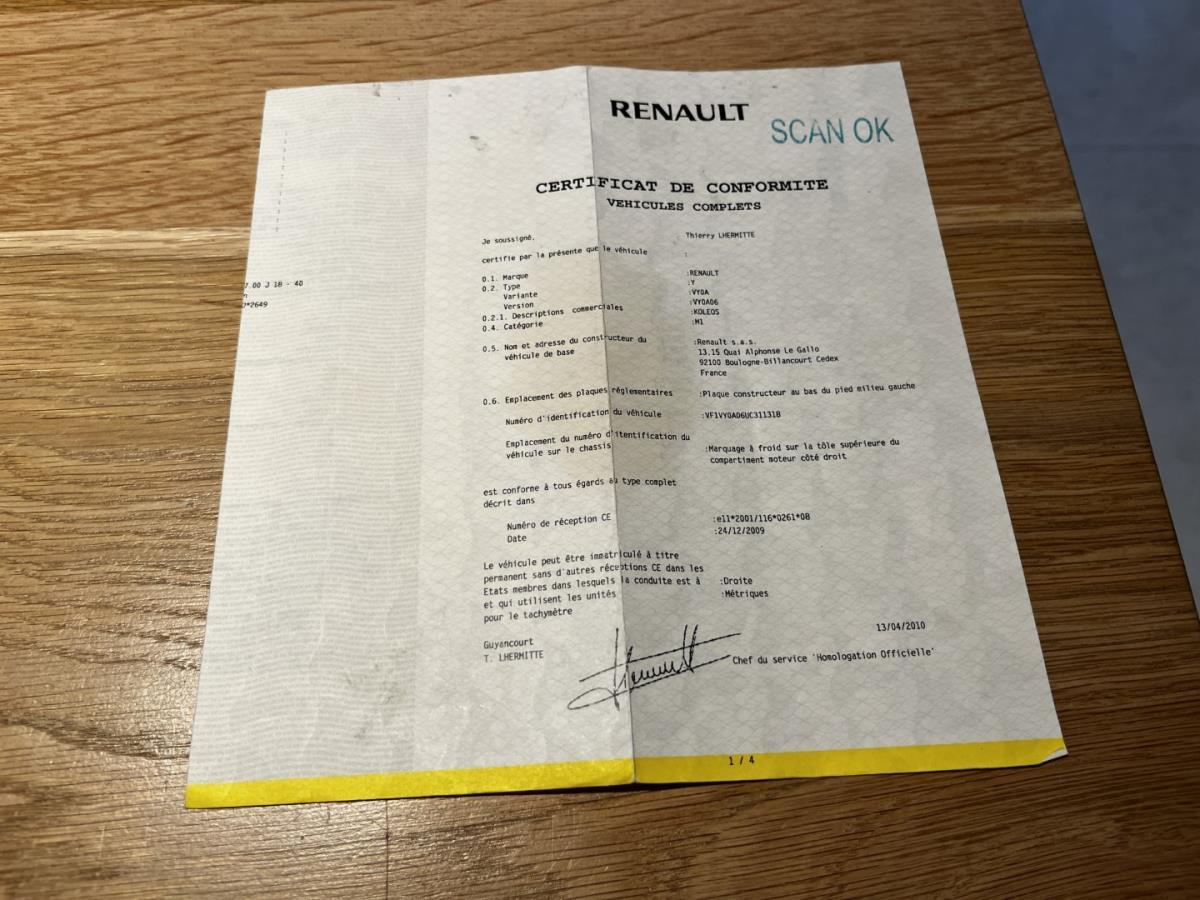 RENAULT
SCAN OK
CERTIFICAT DE CONFORMITE
VEHICULES COMPLETS
Je soussigné, Thierry LHERMITTE
certifie par la présente que le véhicule :
0.1. Marque :RENAULT
0.2. Type :Y
Variante :VY0A
Version :VY0A06
0.2.1. Descriptions commerciales :KOLEOS
0.4. Catégorie :M1
0.5. Nom et adresse du constructeur du :Renault s.a.s.
véhicule de base 13,15 Quai Alphonse Le Gallo
92100 Boulogne-Billancourt Cedex
France
0.6. Emplacement des plaques réglementaires :Plaque constructeur au bas du pied milieu gauche
Numéro d'identification du véhicule :VF1VY0A06UC311318
Emplacement du numéro d'itentification du :Marquage à froid sur la tôle supérieure du
véhicule sur le chassis compartiment moteur côté droit
est conforme à tous égards au type complet
décrit dans
Numéro de réception CE :e11*2001/116*0261*08
Date :24/12/2009
Le véhicule peut être immatriculé à titre
permanent sans d'autres réceptions CE dans les
Etats membres dans lesquels la conduite est à :Droite
et qui utilisent les unités :Métriques
pour le tachymètre
Guyancourt 13/04/2010
T. LHERMITTE Chef du service 'Homologation Officielle'
1 / 4
7.00 J 18 - 40
*2649